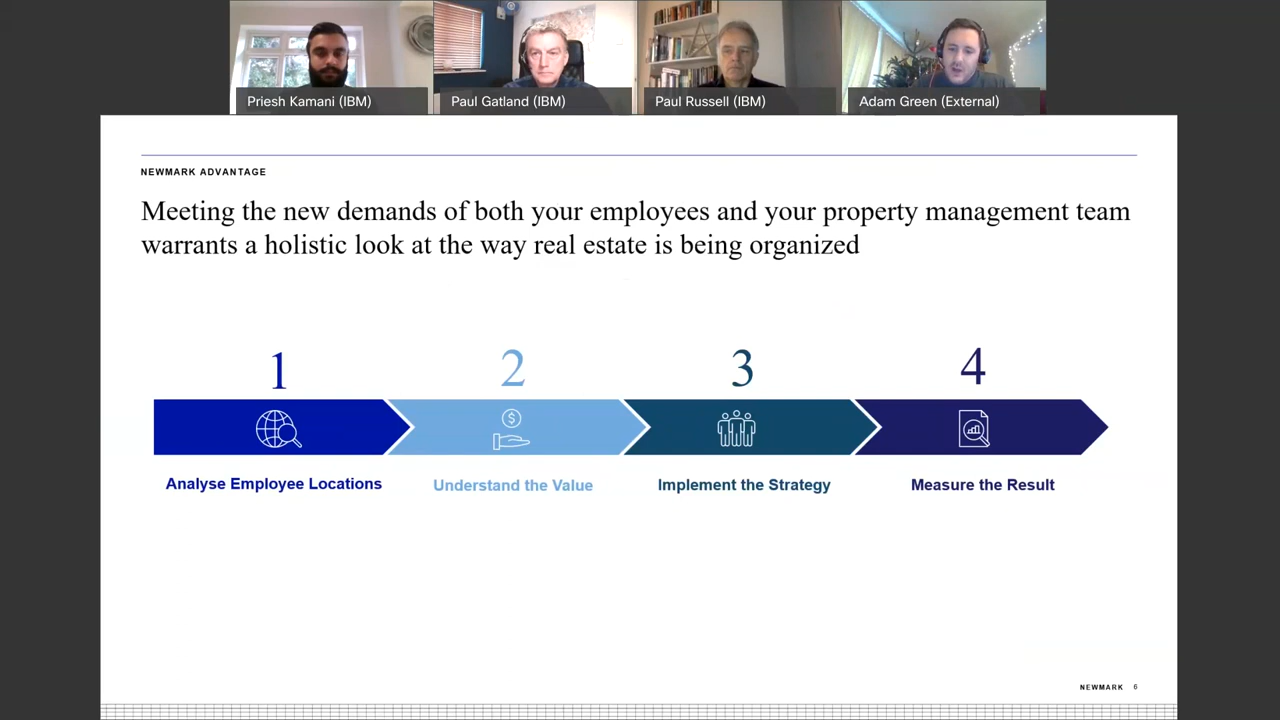 Priesh Kamani (IBM)
Paul Gatland (IBM)
Paul Russell (IBM)
Adam Green (External)
NEWMARK ADVANTAGE
Meeting the new demands of both your employees and your property management team
warrants a holistic look at the way real estate is being organized
1
2
3
4
$
Analyse Employee Locations
Understand the Value
Implement the Strategy
Measure the Result
NEWMARK 6